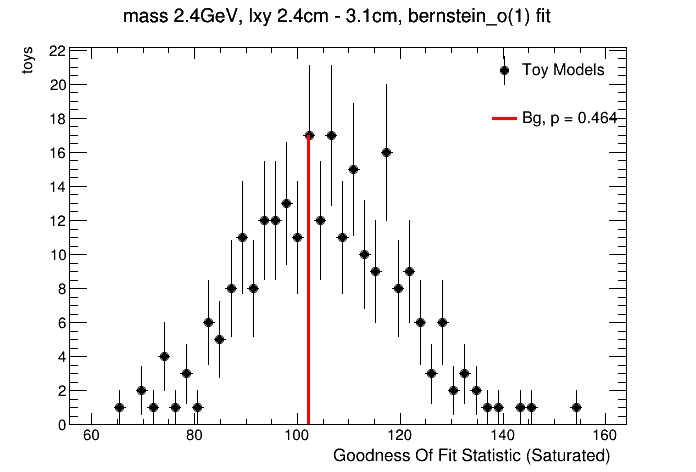 mass 2.4GeV, lxy 2.4cm - 3.1cm, bernstein_o(1) fit
toys
22
20
18
16
14
12
10
8
6
4
2
0
Toy Models
Bg, p = 0.464
60 80 100 120 140 160
Goodness Of Fit Statistic (Saturated)